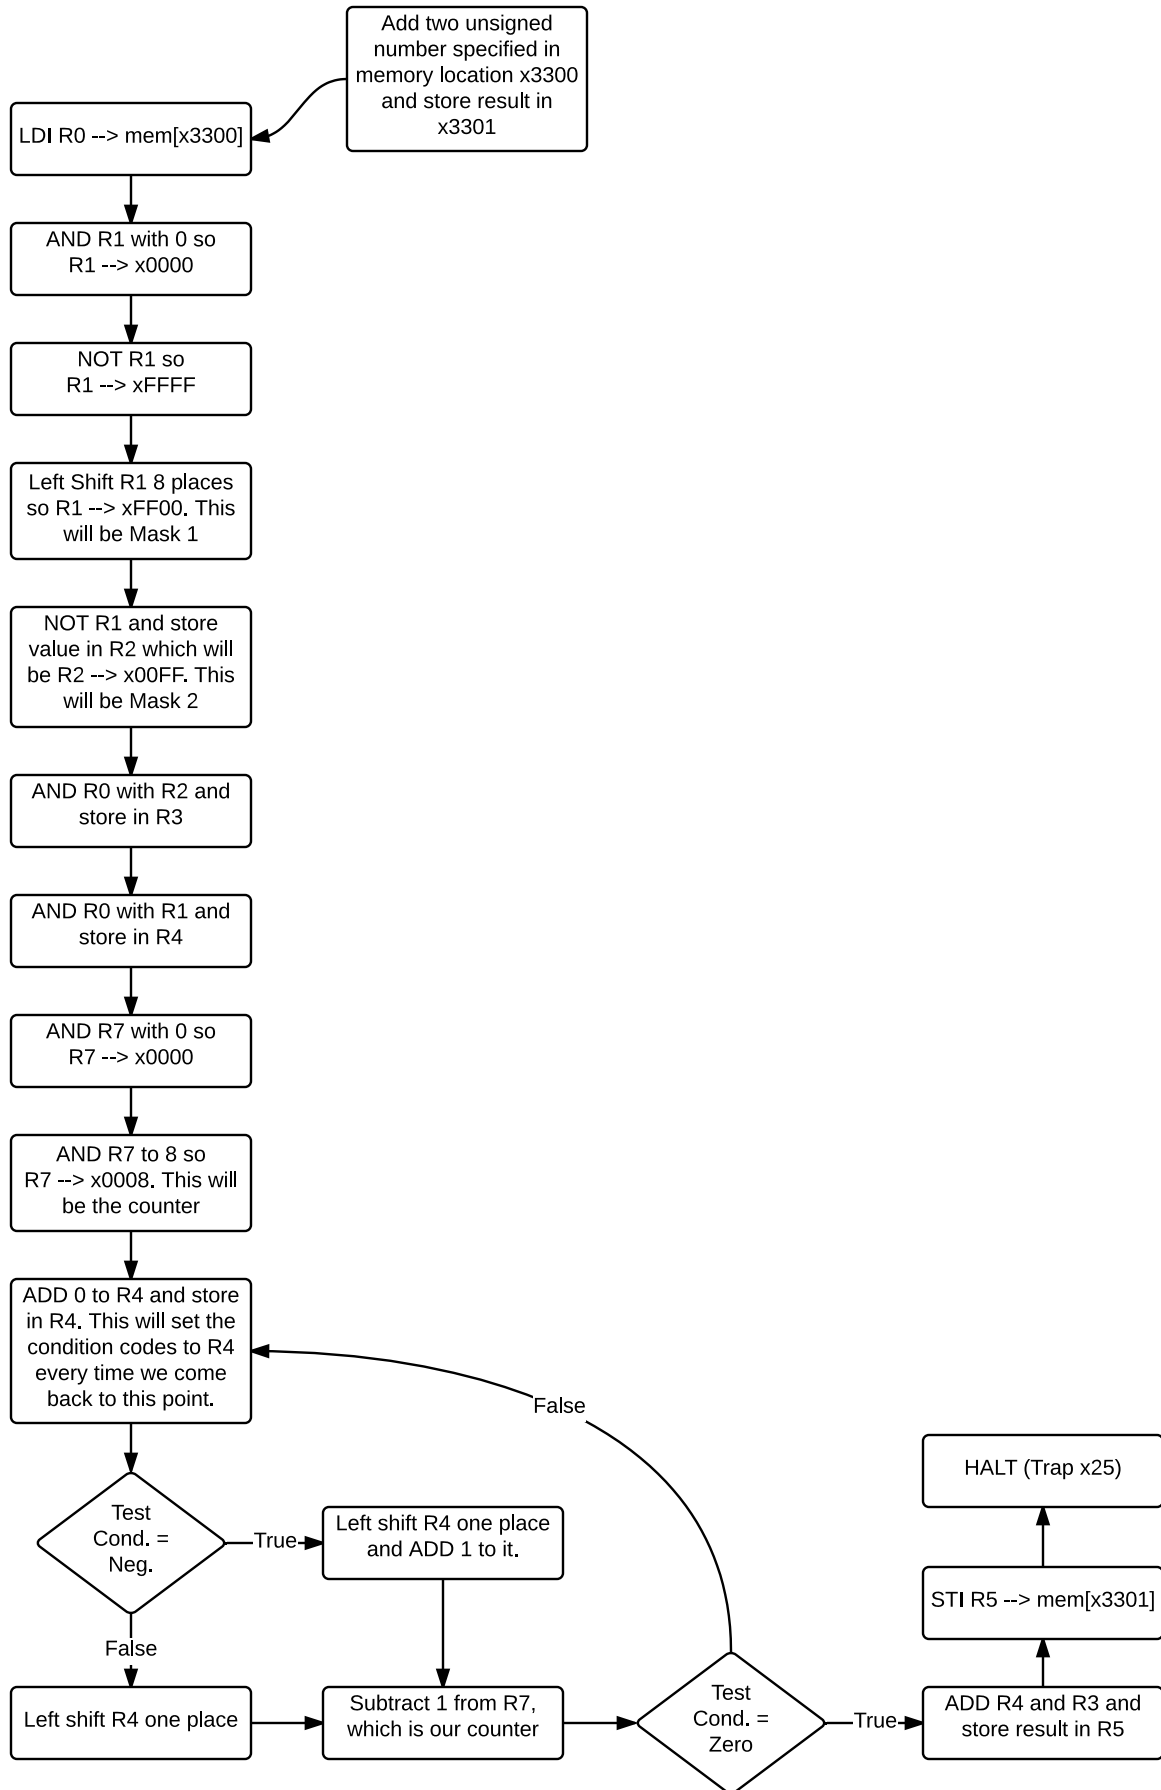 Add two unsigned
number specified in
memory location x3300
and store result in
x3301
LDI R0 --> mem[x3300]
AND R1 with 0 so
R1 --> x0000
NOT R1 so
R1 --> xFFFF
Left Shift R1 8 places
so R1 --> xFF00. This
will be Mask 1
NOT R1 and store
value in R2 which will
be R2 --> x00FF. This
will be Mask 2
AND R0 with R2 and
store in R3
AND R0 with R1 and
store in R4
AND R7 with 0 so
R7 --> x0000
AND R7 to 8 so
R7 --> x0008. This will
be the counter
ADD 0 to R4 and store
in R4. This will set the
condition codes to R4
every time we come
back to this point.
False
Test
Cond. =
Neg.
True
Left shift R4 one place
and ADD 1 to it.
False
Left shift R4 one place
Subtract 1 from R7,
which is our counter
Test
Cond. =
Zero
True
ADD R4 and R3 and
store result in R5
STI R5 --> mem[x3301]
HALT (Trap x25)